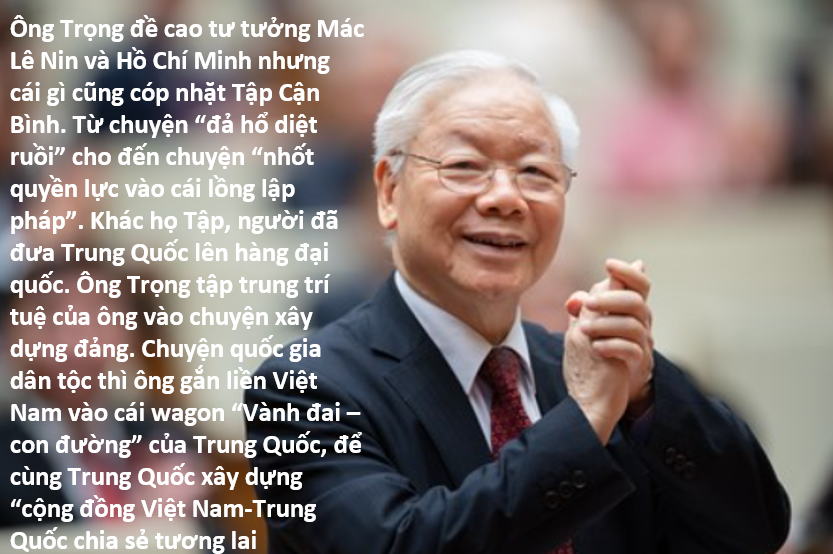 Ông Trọng đề cao tư tưởng Mác
Lê Nin và Hồ Chí Minh nhưng
cái gì cũng cóp nhặt Tập Cận
Bình. Từ chuyện “đả hổ diệt
ruồi” cho đến chuyện “nhốt
quyền lực vào cái lồng lập
pháp”. Khác họ Tập, người đã
đưa Trung Quốc lên hàng đại
quốc. Ông Trọng tập trung trí
tuệ của ông vào chuyện xây
dựng đảng. Chuyện quốc gia
dân tộc thì ông gắn liền Việt
Nam vào cái wagon “Vành đai –
con đường” của Trung Quốc, để
cùng Trung Quốc xây dựng
“cộng đồng Việt Nam-Trung
Quốc chia sẻ tương lai